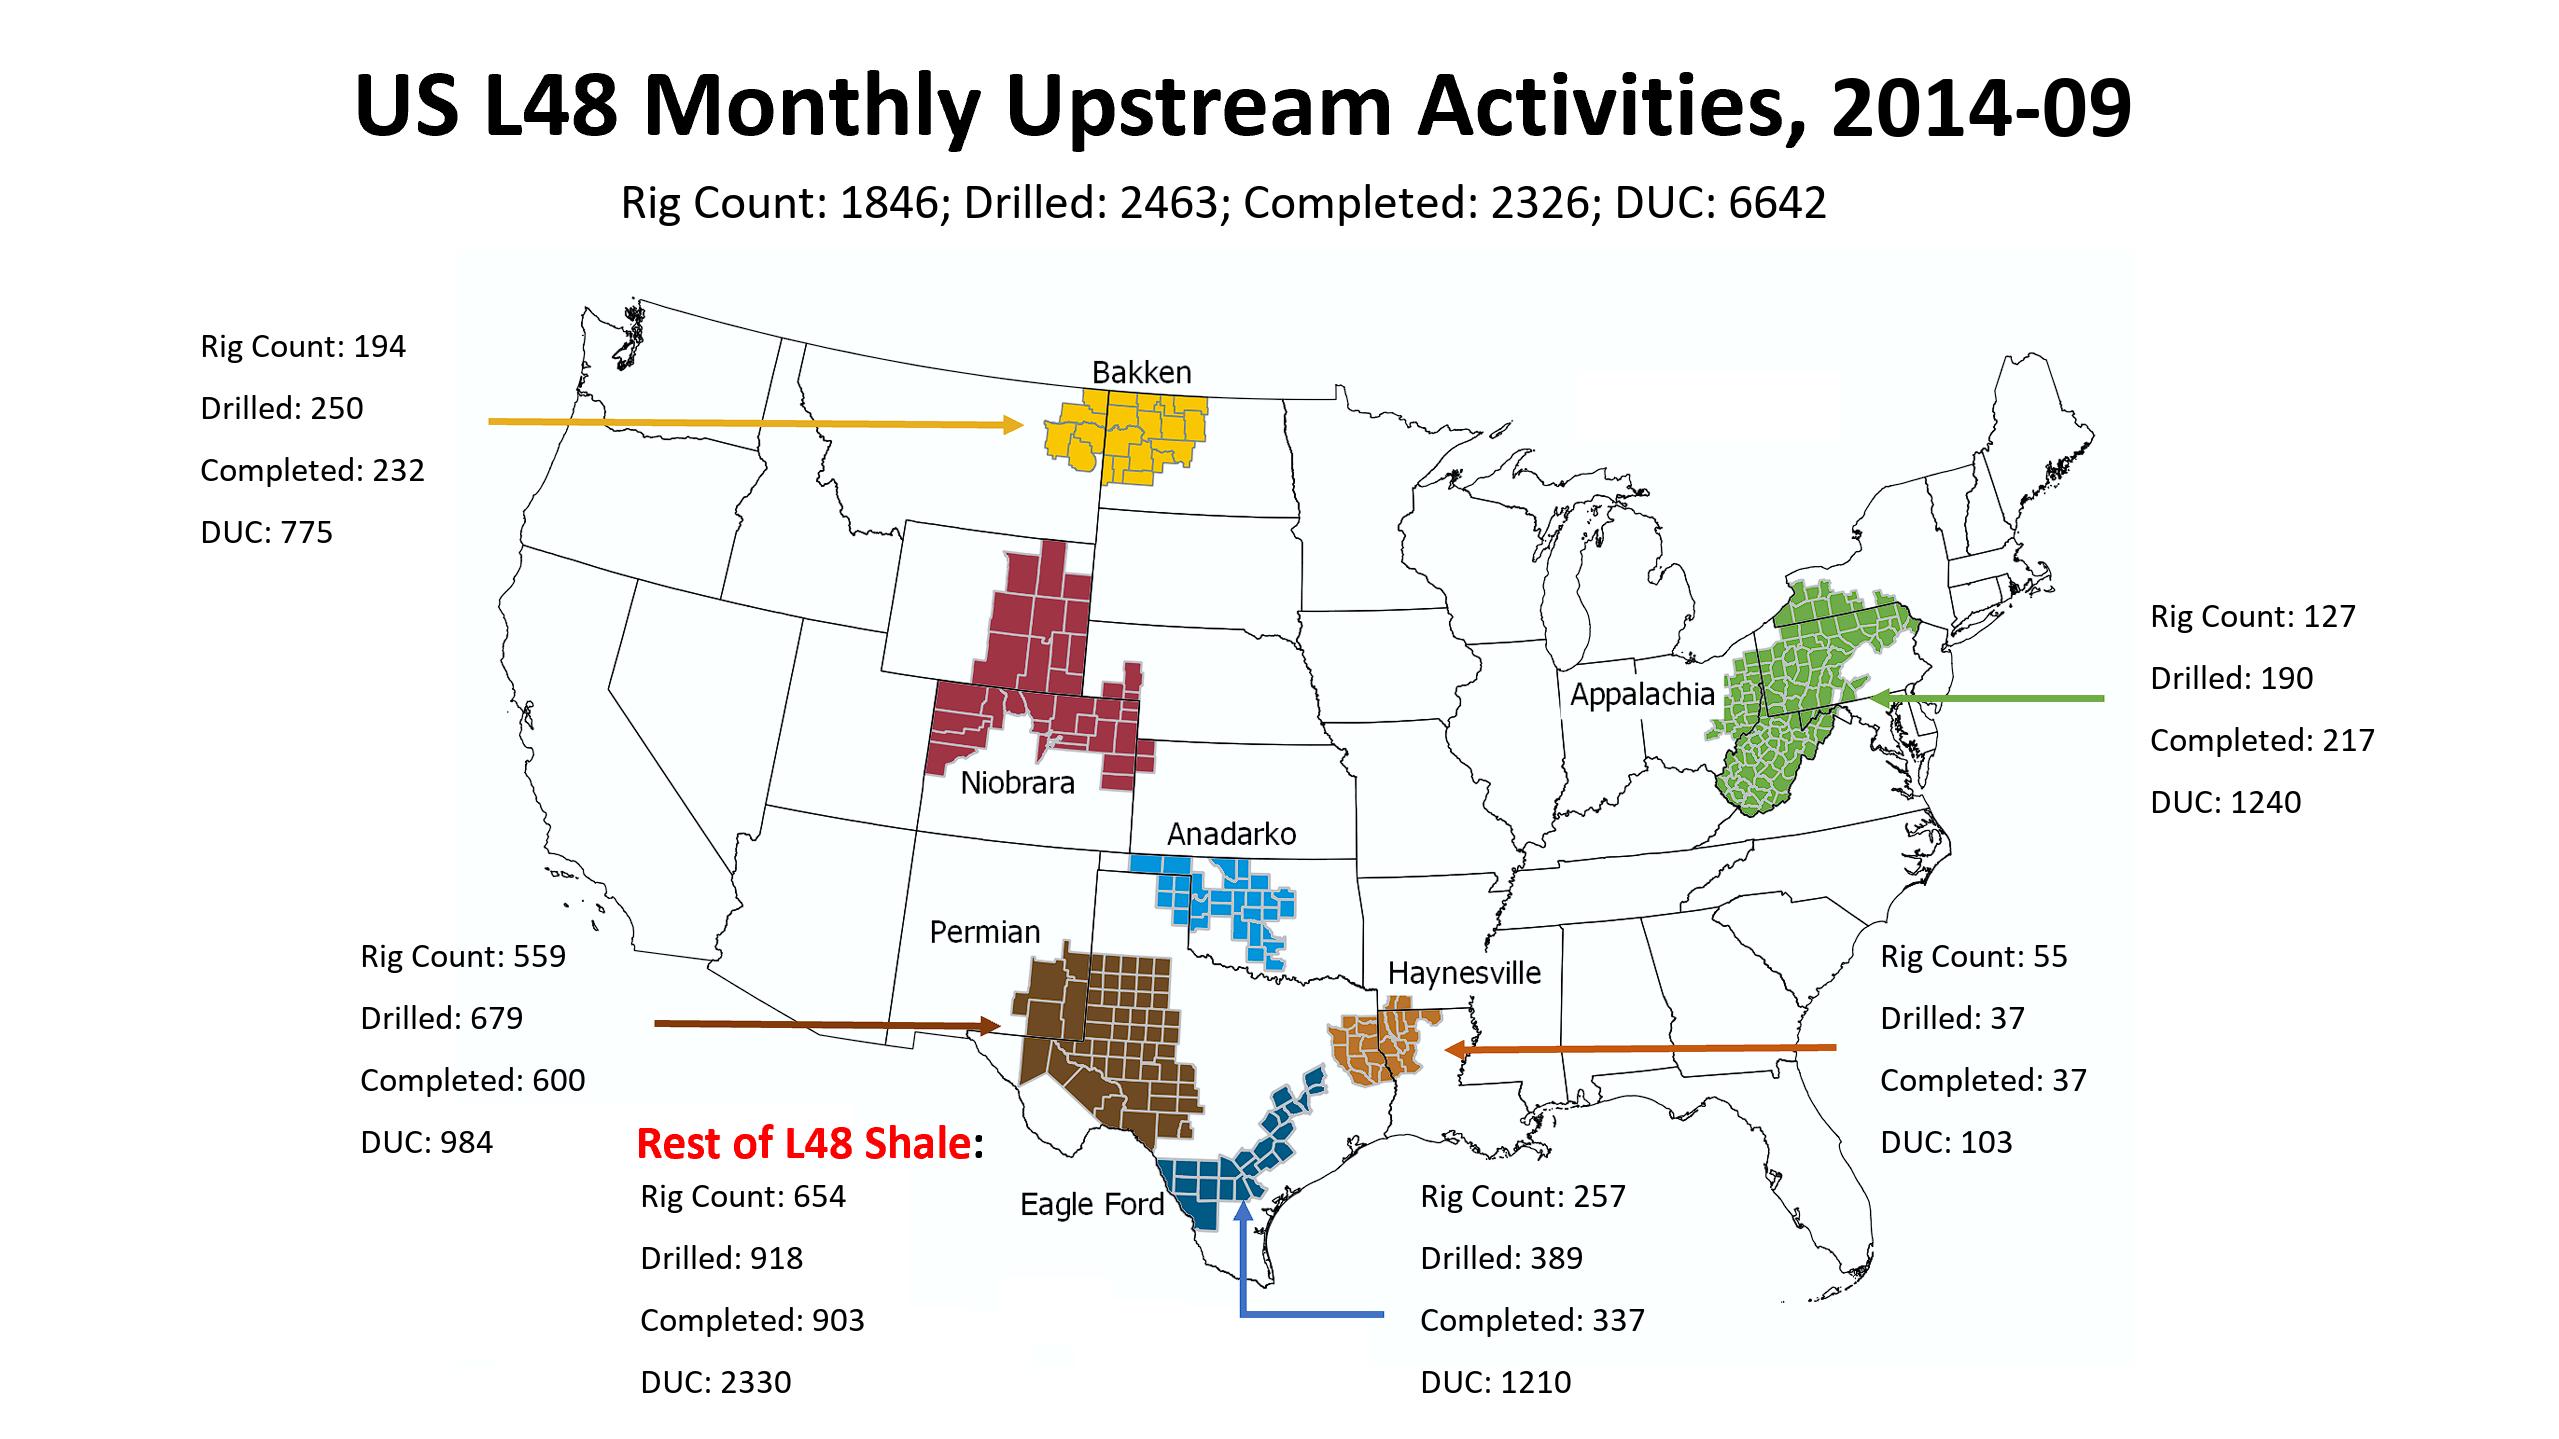 US L48 Monthly Upstream Activities, 2014-09
Rig Count: 1846; Drilled: 2463; Completed: 2326; DUC: 6642
Rig Count: 194
Drilled: 250
Completed: 232
DUC: 775
Bakken
Niobrara
Anadarko
Permian
Appalachia
Haynesville
Eagle Ford
Rig Count: 127
Drilled: 190
Completed: 217
DUC: 1240
Rig Count: 559
Drilled: 679
Completed: 600
DUC: 984
Rig Count: 55
Drilled: 37
Completed: 37
DUC: 103
Rest of L48 Shale:
Rig Count: 654
Drilled: 918
Completed: 903
DUC: 2330
Rig Count: 257
Drilled: 389
Completed: 337
DUC: 1210